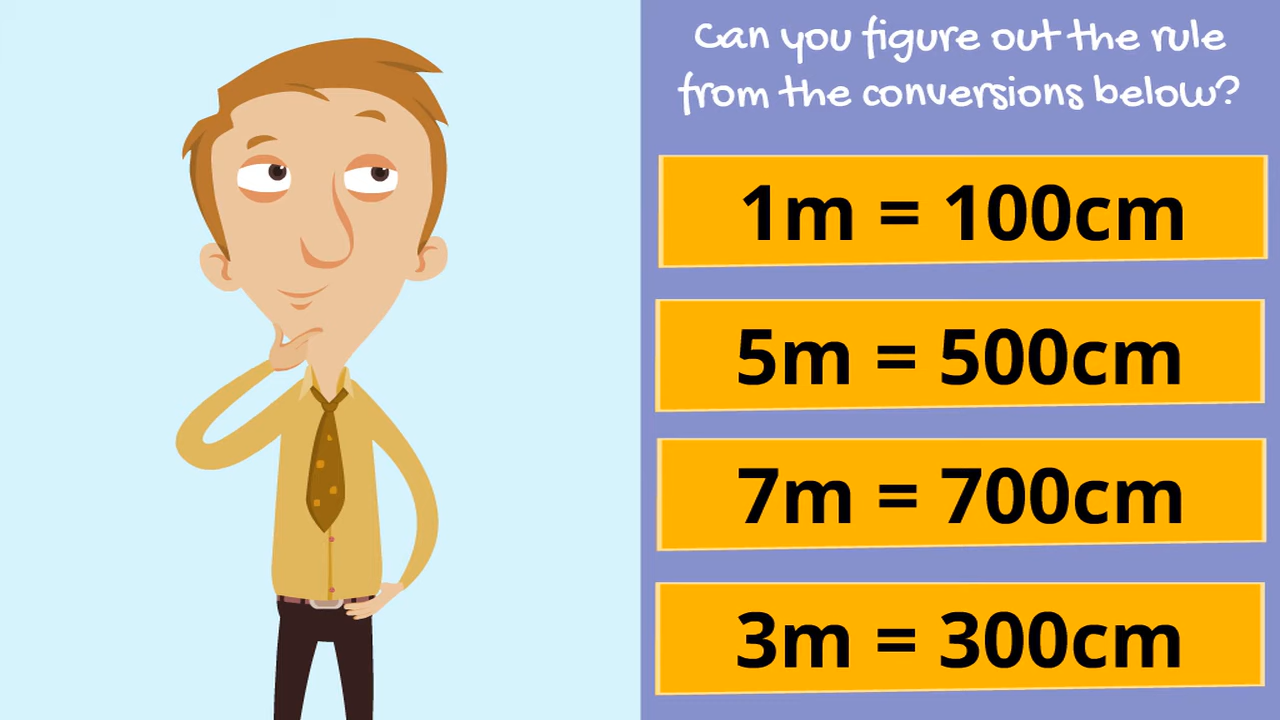 Can you figure out the rule
from the conversions below?
1m = 100cm
5m = 500cm
7m = 700cm
3m = 300cm